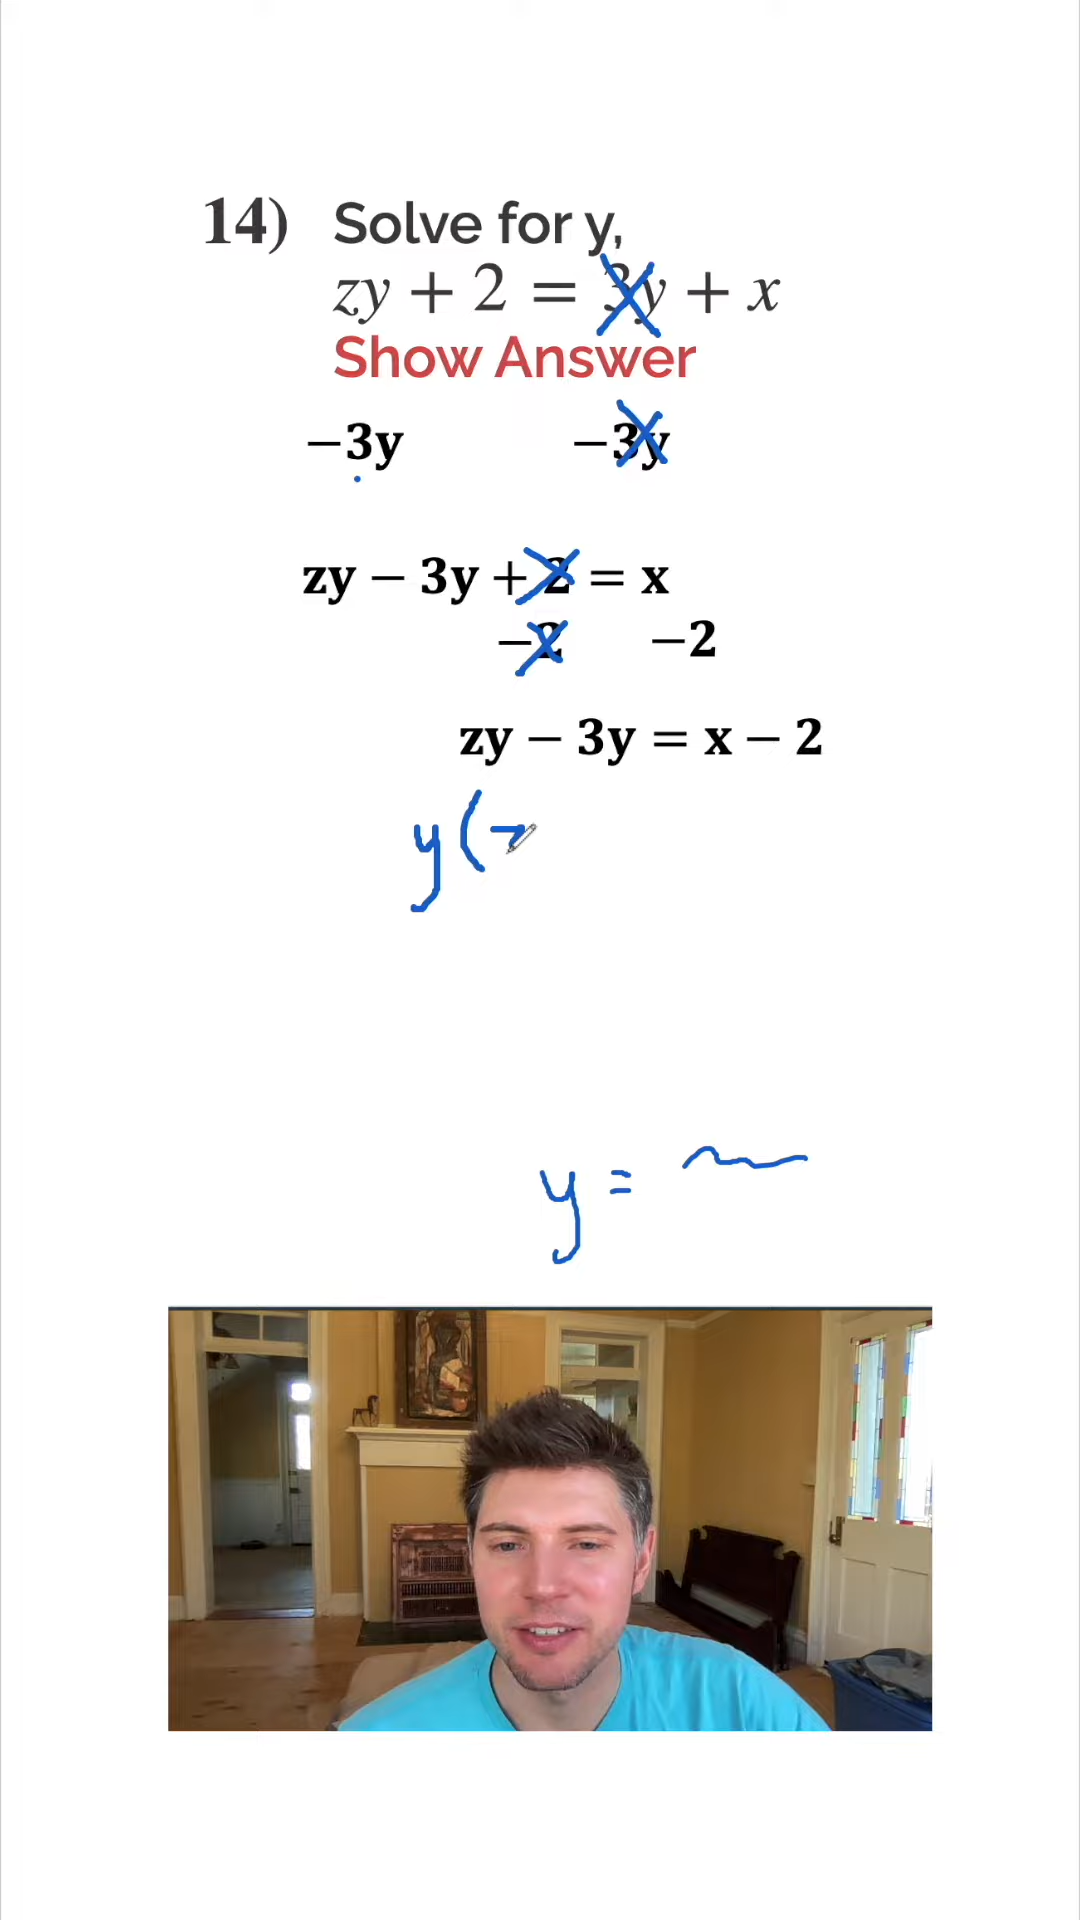 14) Solve for y,
zy + 2 = 3y + x
Show Answer
−3y −3y
zy − 3y + 2 = x
−2 −2
zy − 3y = x − 2
y(
y =